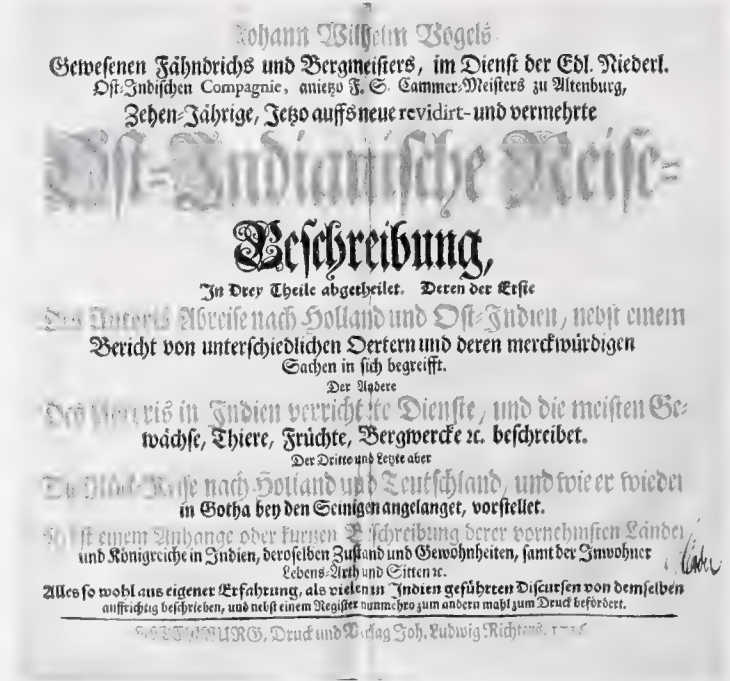 Johann Wilhelm Vogels
Gewesenen Fähndrichs und Bergmeisters, im Dienst der Edl. Niederl.
Ost-Indischen Compagnie, anietzo F. S. Cammer-Meisters zu Altenburg,
Zehen-Jährige, Jetzo auffs neue revidirt- und vermehrte
Ost-Indianische Reise-
Beschreibung,
In Drey Theile abgetheilet. Deren der Erste
Des Autoris Abreise nach Holland und Ost-Indien, nebst einem
Bericht von unterschiedlichen Oertern und deren merckwürdigen
Sachen in sich begreifft.
Der Andere
Des Autoris in Indien verrichtete Dienste, und die meisten Ge-
wächse, Thiere, Früchte, Bergwercke ꝛc. beschreibet.
Der Dritte und Letzte aber
Die Rück-Reise nach Holland und Teutschland, und wie er wieder
in Gotha bey den Seinigen angelanget, vorstellet.
Nebst einem Anhange oder kurtzen Beschreibung derer vornehmsten Länder
und Königreiche in Indien, deroselben Zustand und Gewohnheiten, samt der Inwohner
Lebens-Arth und Sitten ꝛc.
Alles so wohl aus eigener Erfahrung, als vielen in Indien geführten Discursen von demselben
auffrichtig beschrieben, und nebst einem Register nunmehro zum andern mahl zum Druck befördert.
ALTENBURG, Druck und Verlag Joh. Ludwig Richters,